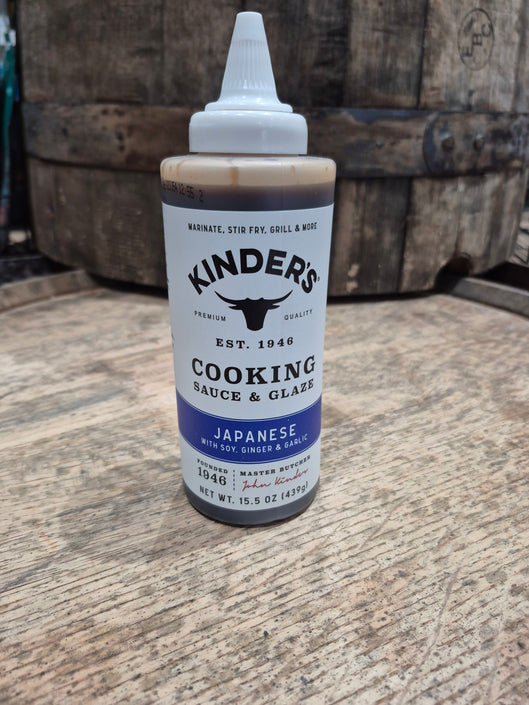 MARINATE, STIR FRY, GRILL & MORE
KINDER'S®
PREMIUM QUALITY
EST. 1946
COOKING
SAUCE & GLAZE
JAPANESE
WITH SOY, GINGER & GARLIC
FOUNDED
1946
MASTER BUTCHER
John Kinder
NET WT. 15.5 OZ (439g)